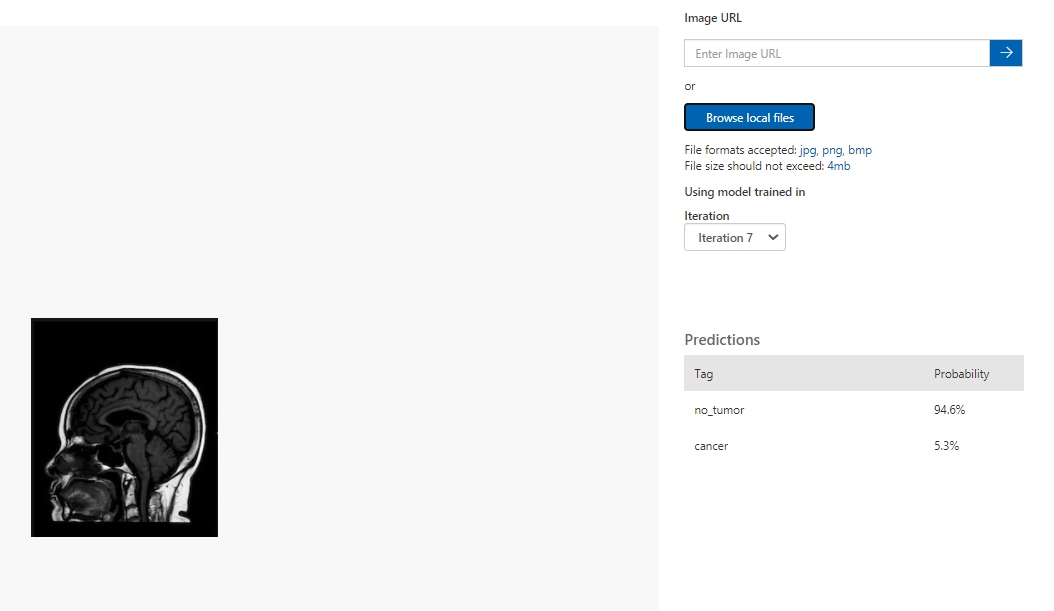 Image URL
Enter Image URL
or
Browse local files
File formats accepted: jpg, png, bmp
File size should not exceed: 4mb
Using model trained in
Iteration
Iteration 7
Predictions
Tag Probability
no_tumor 94.6%
cancer 5.3%